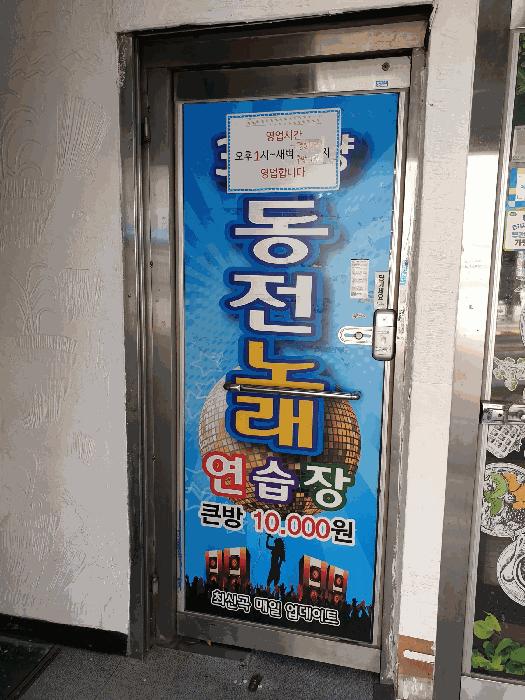 영업시간
오후 1시~새벽
영업합니다
동전
노래
연습장
큰방 10.000원
최신곡 매일 업데이트